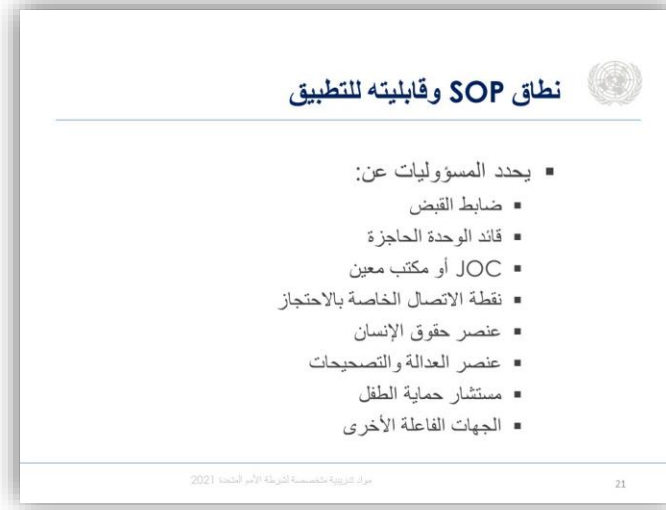 نطاق SOP وقابليته للتطبيق
▪ يحدد المسؤوليات عن:
▪ ضابط القبض
▪ قائد الوحدة الحاجزة
▪ JOC أو مكتب معين
▪ نقطة الاتصال الخاصة بالاحتجاز
▪ عنصر حقوق الإنسان
▪ عنصر العدالة والتصحيحات
▪ مستشار حماية الطفل
▪ الجهات الفاعلة الأخرى
مواد تدريبية متخصصة لشرطة الأمم المتحدة 2021
21